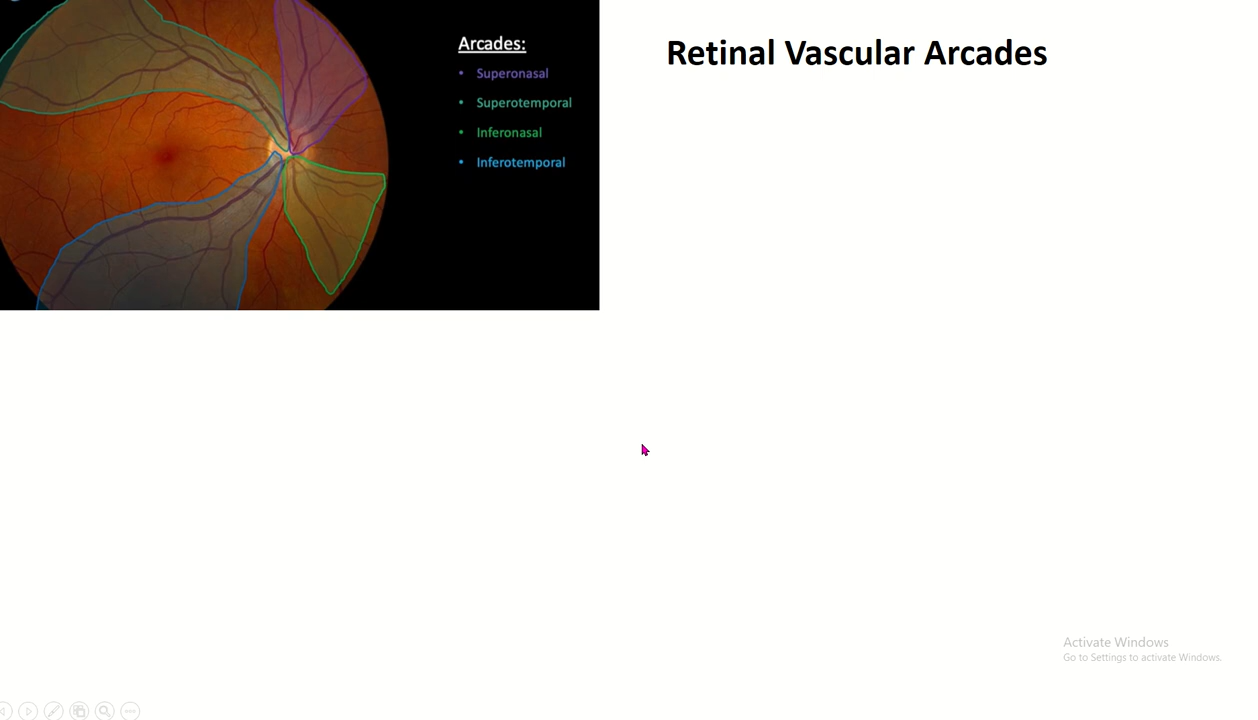 Arcades:
• Superonasal
• Superotemporal
• Inferonasal
• Inferotemporal
Retinal Vascular Arcades
Activate Windows
Go to Settings to activate Windows.